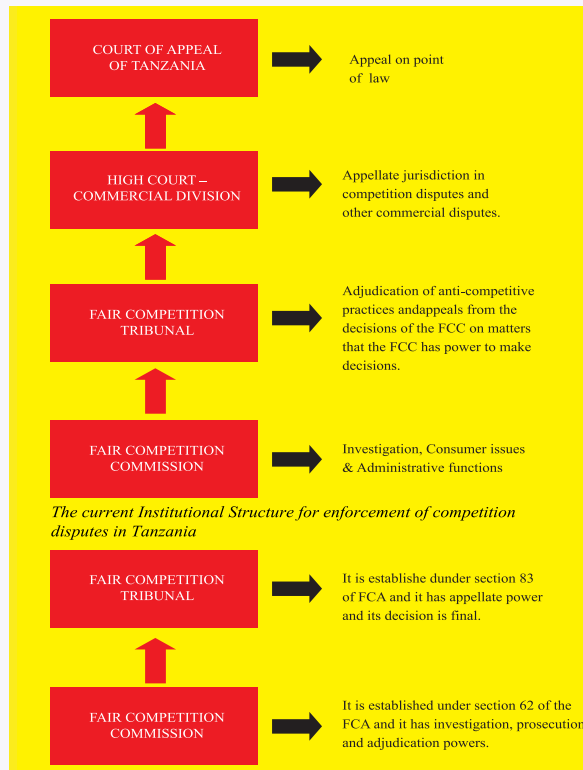 COURT OF APPEAL
OF TANZANIA
Appeal on point
of law
HIGH COURT –
COMMERCIAL DIVISION
Appellate jurisdiction in
competition disputes and
other commercial disputes.
FAIR COMPETITION
TRIBUNAL
Adjudication of anti-competitive
practices andappeals from the
decisions of the FCC on matters
that the FCC has power to make
decisions.
FAIR COMPETITION
COMMISSION
Investigation, Consumer issues
& Administrative functions
The current Institutional Structure for enforcement of competition
disputes in Tanzania
FAIR COMPETITION
TRIBUNAL
It is establishe dunder section 83
of FCA and it has appellate power
and its decision is final.
FAIR COMPETITION
COMMISSION
It is established under section 62 of the
FCA and it has investigation, prosecution
and adjudication powers.